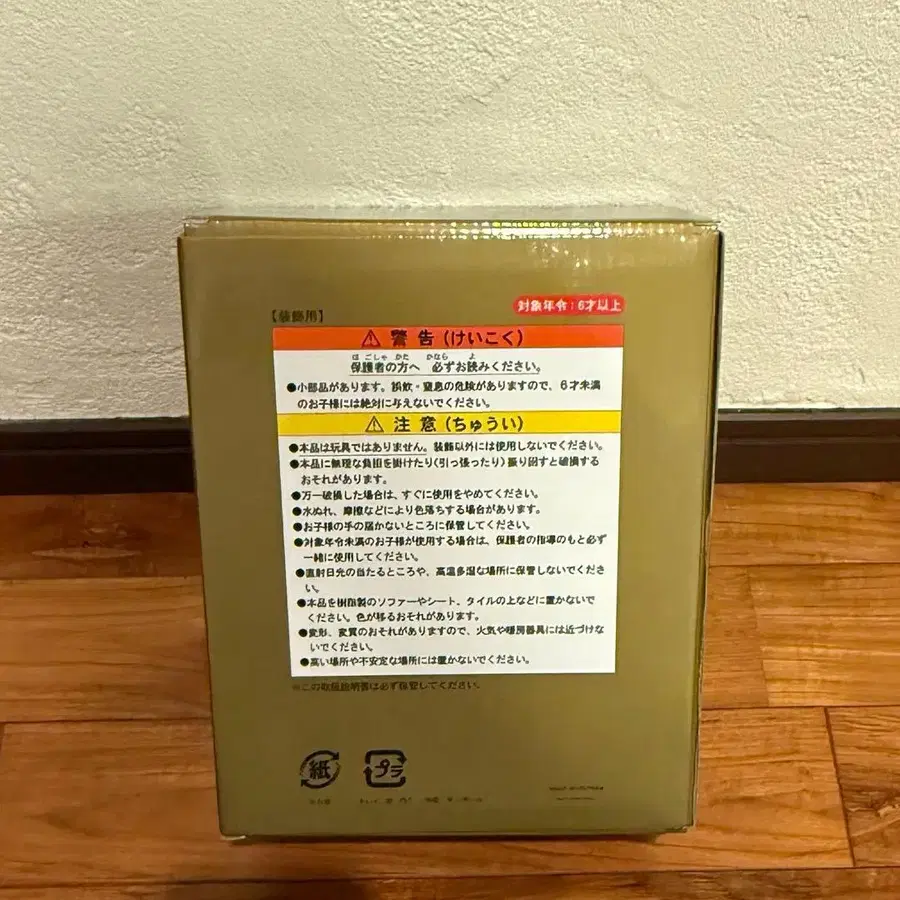 対象年令：6才以上
【装飾用】
⚠ 警告(けいこく)
保護者の方へ 必ずお読みください。
ほごしゃ かた かなら よ
●小部品があります。誤飲・窒息の危険がありますので、６才未満
のお子様には絶対に与えないでください。
⚠ 注意(ちゅうい)
●本品は玩具ではありません。装飾以外には使用しないでください。
●本品に無理な負担を掛けたり(引っ張ったり)振り回すと破損する
おそれがあります。
●万一破損した場合は、すぐに使用をやめてください。
●水ぬれ、摩擦などにより色落ちする場合があります。
●お子様の手の届かないところに保管してください。
●対象年令未満のお子様が使用する場合は、保護者の指導のもと必ず
一緒に使用してください。
●直射日光の当たるところや、高温多湿な場所に保管しないでくださ
い。
●本品を樹脂製のソファーやシート、タイルの上などに置かないで
ください。色が移るおそれがあります。
●変形、変質のおそれがありますので、火気や暖房器具には近づけな
いでください。
●高い場所や不安定な場所には置かないでください。
※この取扱説明書は必ず保管してください。
紙 プラ